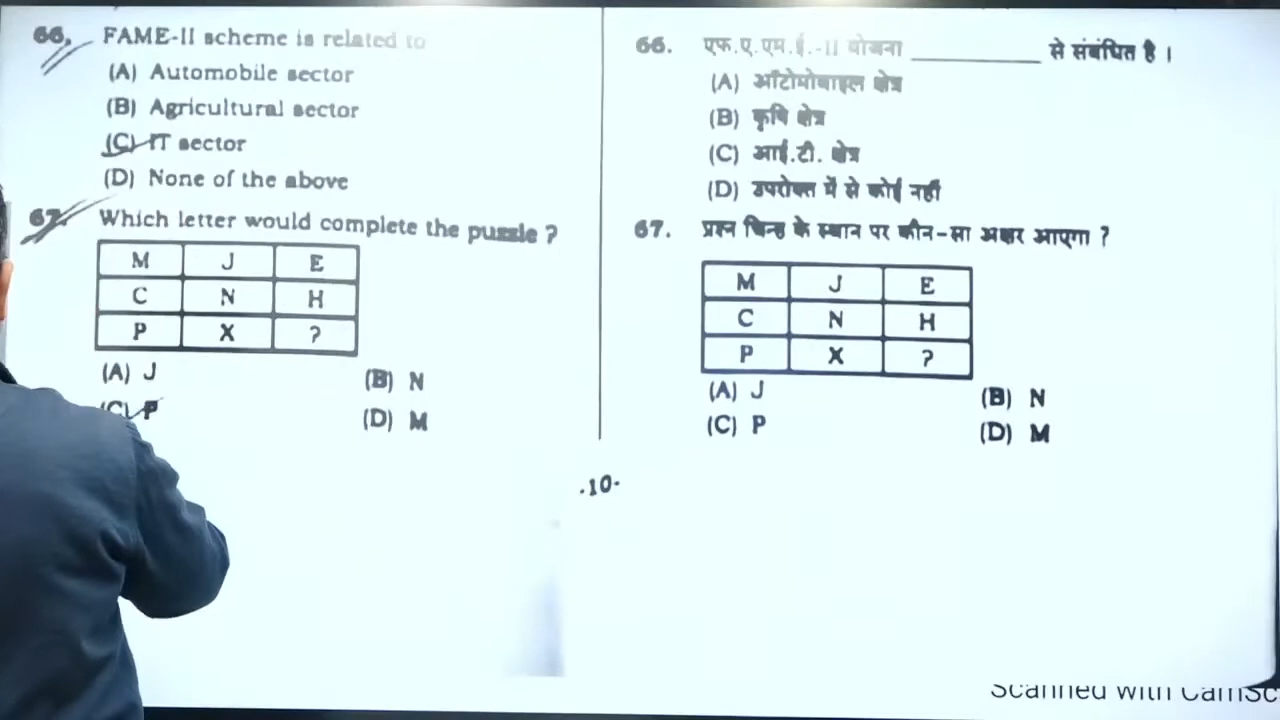 66. FAME-II scheme is related to
(A) Automobile sector
(B) Agricultural sector
(C) IT sector
(D) None of the above
67. Which letter would complete the puzzle ?
M J E
C N H
P X ?
(A) J (B) N
(C) P (D) M
66. एफ.ए.एम.ई.-II योजना __________ से संबंधित है ।
(A) ऑटोमोबाइल क्षेत्र
(B) कृषि क्षेत्र
(C) आई.टी. क्षेत्र
(D) उपरोक्त में से कोई नहीं
67. प्रश्न चिन्ह के स्थान पर कौन-सा अक्षर आएगा ?
M J E
C N H
P X ?
(A) J (B) N
(C) P (D) M
-10-
Scanned with CamSc